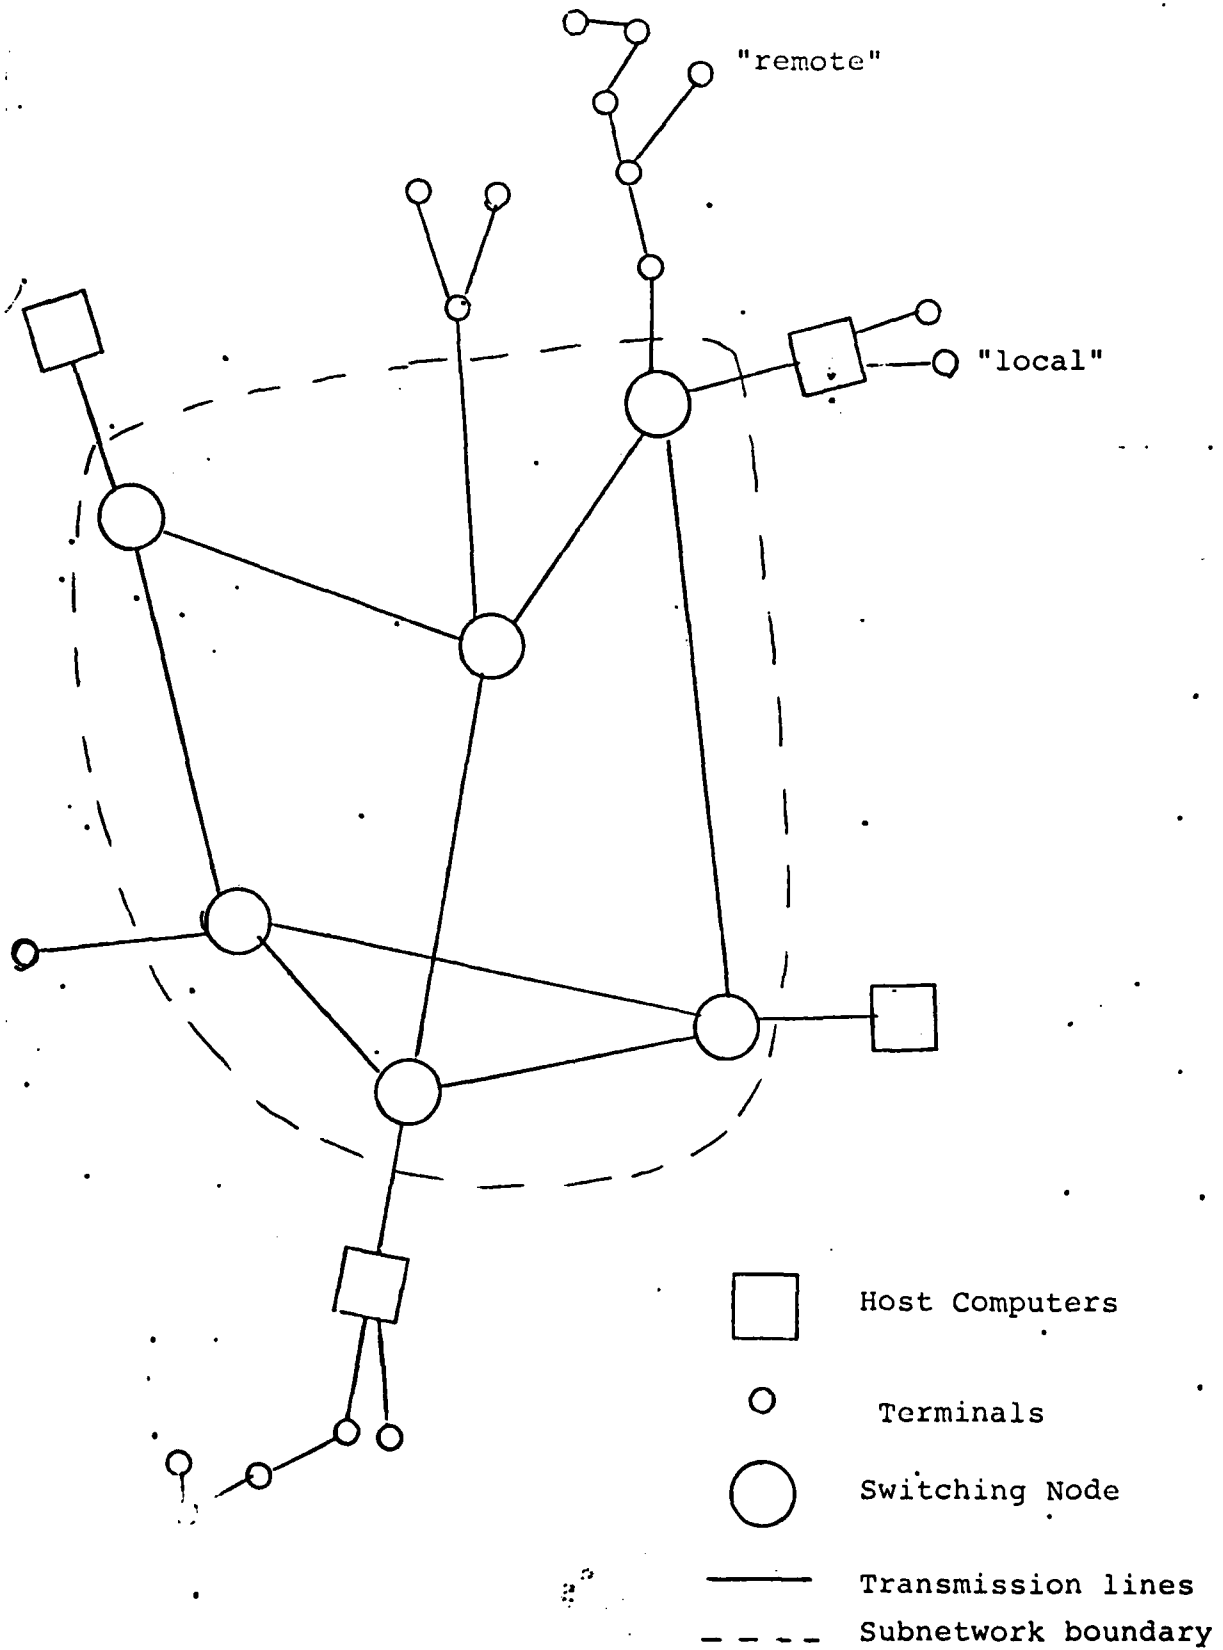 "remote"
"local"
Host Computers
Terminals
Switching Node
Transmission lines
Subnetwork boundary